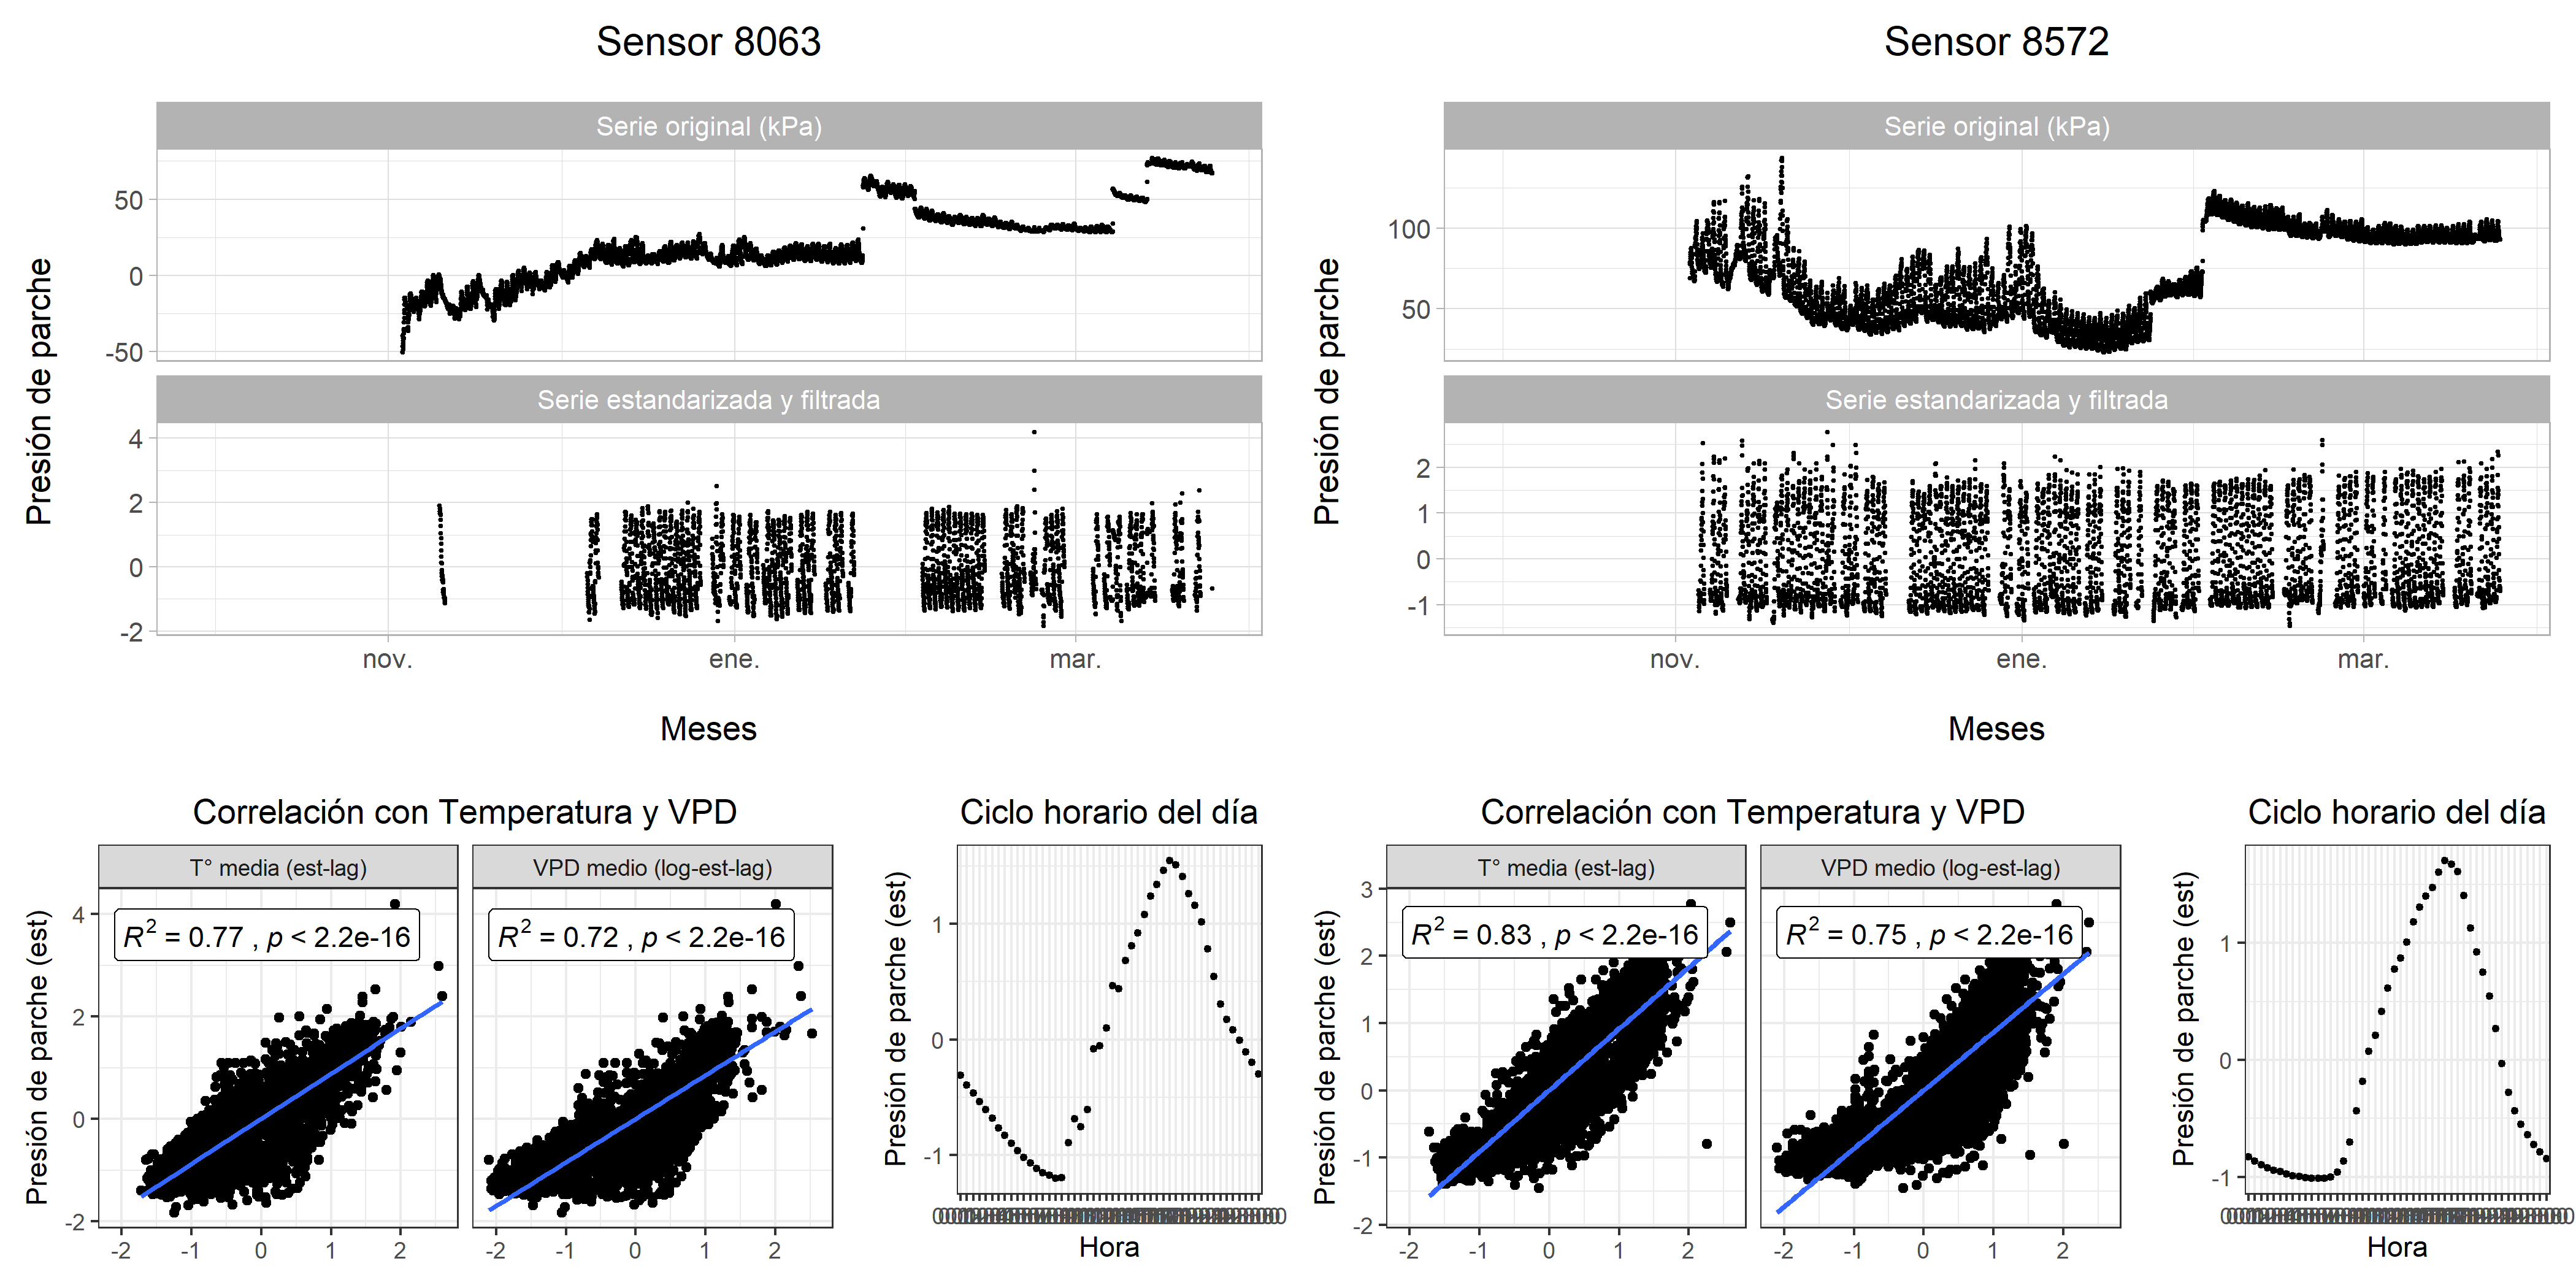 Sensor 8063
Serie original (kPa)
50
0
-50
Serie estandarizada y filtrada
4
2
0
-2
Presión de parche
nov.
ene.
mar.
Meses
Correlación con Temperatura y VPD
T° media (est-lag)
VPD medio (log-est-lag)
R² = 0.77 , p < 2.2e-16
R² = 0.72 , p < 2.2e-16
Presión de parche (est)
4
2
0
-2
-2 -1 0 1 2
-2 -1 0 1 2
Ciclo horario del día
Presión de parche (est)
1
0
-1
Hora
Sensor 8572
Serie original (kPa)
100
50
Serie estandarizada y filtrada
2
1
0
-1
Presión de parche
nov.
ene.
mar.
Meses
Correlación con Temperatura y VPD
T° media (est-lag)
VPD medio (log-est-lag)
R² = 0.83 , p < 2.2e-16
R² = 0.75 , p < 2.2e-16
Presión de parche (est)
3
2
1
0
-1
-2
-2 -1 0 1 2
-2 -1 0 1 2
Ciclo horario del día
Presión de parche (est)
1
0
-1
Hora